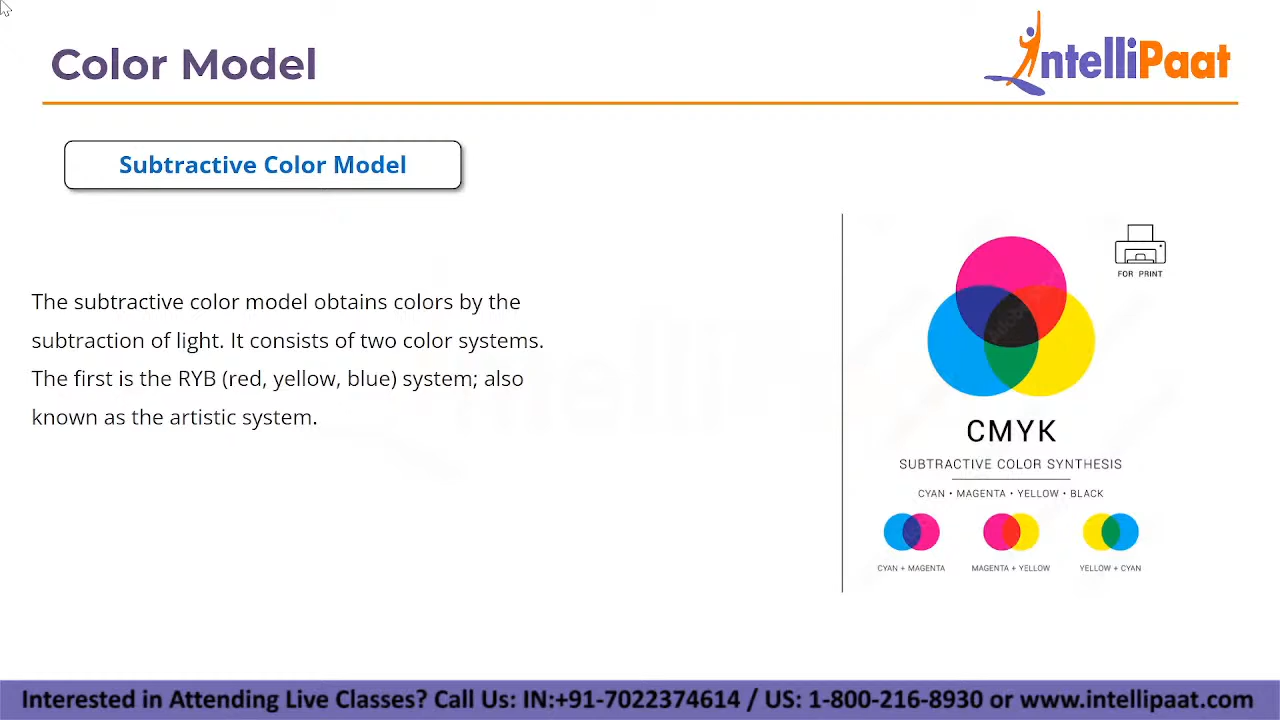 Color Model
IntelliPaat
Subtractive Color Model
The subtractive color model obtains colors by the
subtraction of light. It consists of two color systems.
The first is the RYB (red, yellow, blue) system; also
known as the artistic system.
FOR PRINT
CMYK
SUBTRACTIVE COLOR SYNTHESIS
CYAN • MAGENTA • YELLOW • BLACK
CYAN + MAGENTA
MAGENTA + YELLOW
YELLOW + CYAN
Interested in Attending Live Classes? Call Us: IN:+91-7022374614 / US: 1-800-216-8930 or www.intellipaat.com